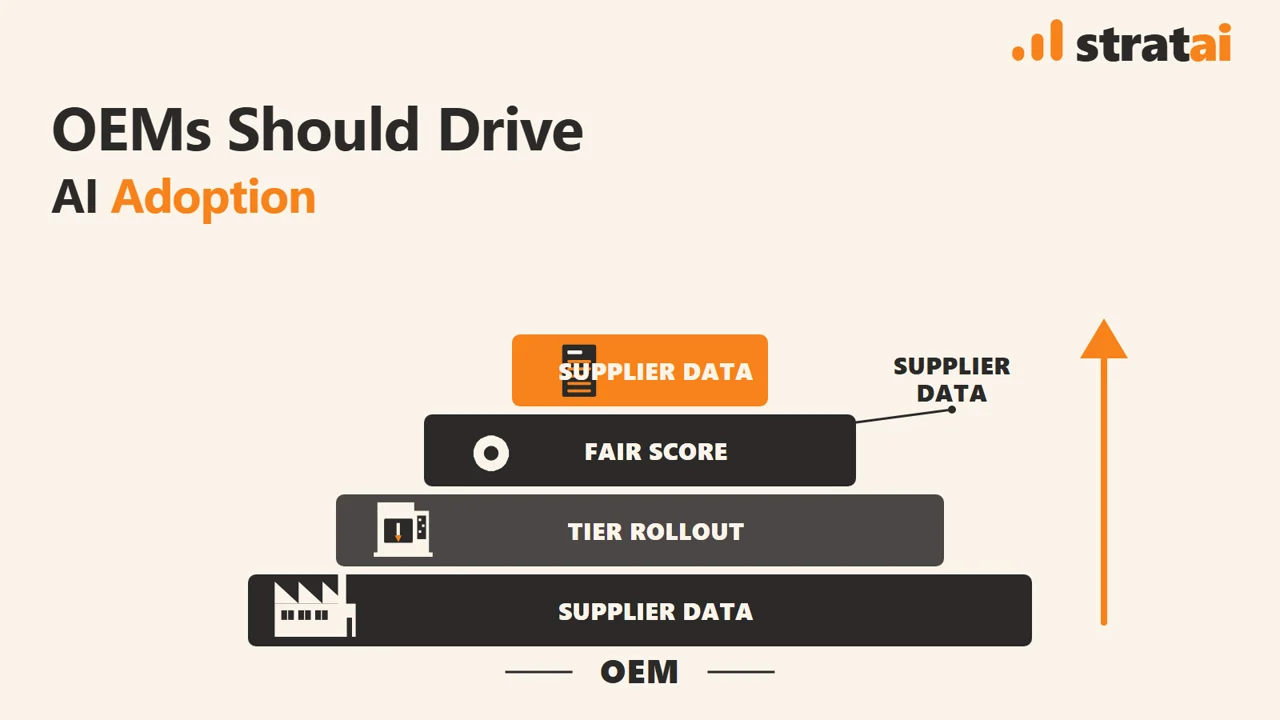 stratai
OEMs Should Drive
AI Adoption
SUPPLIER DATA
SUPPLIER
DATA
FAIR SCORE
TIER ROLLOUT
SUPPLIER DATA
OEM